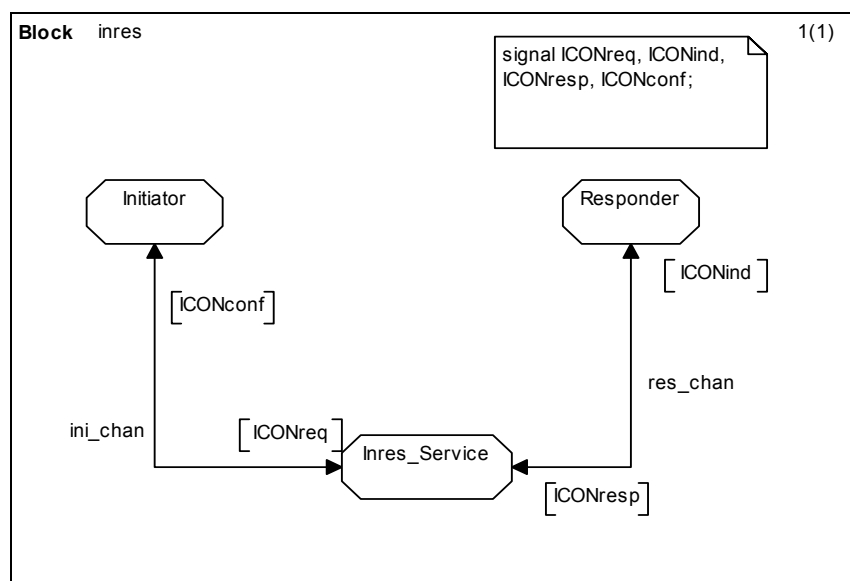 Block inres 1(1)
signal ICONreq, ICONind,
ICONresp, ICONconf;
Initiator
Responder
[ICONind]
[ICONconf]
res_chan
ini_chan
[ICONreq]
Inres_Service
[ICONresp]